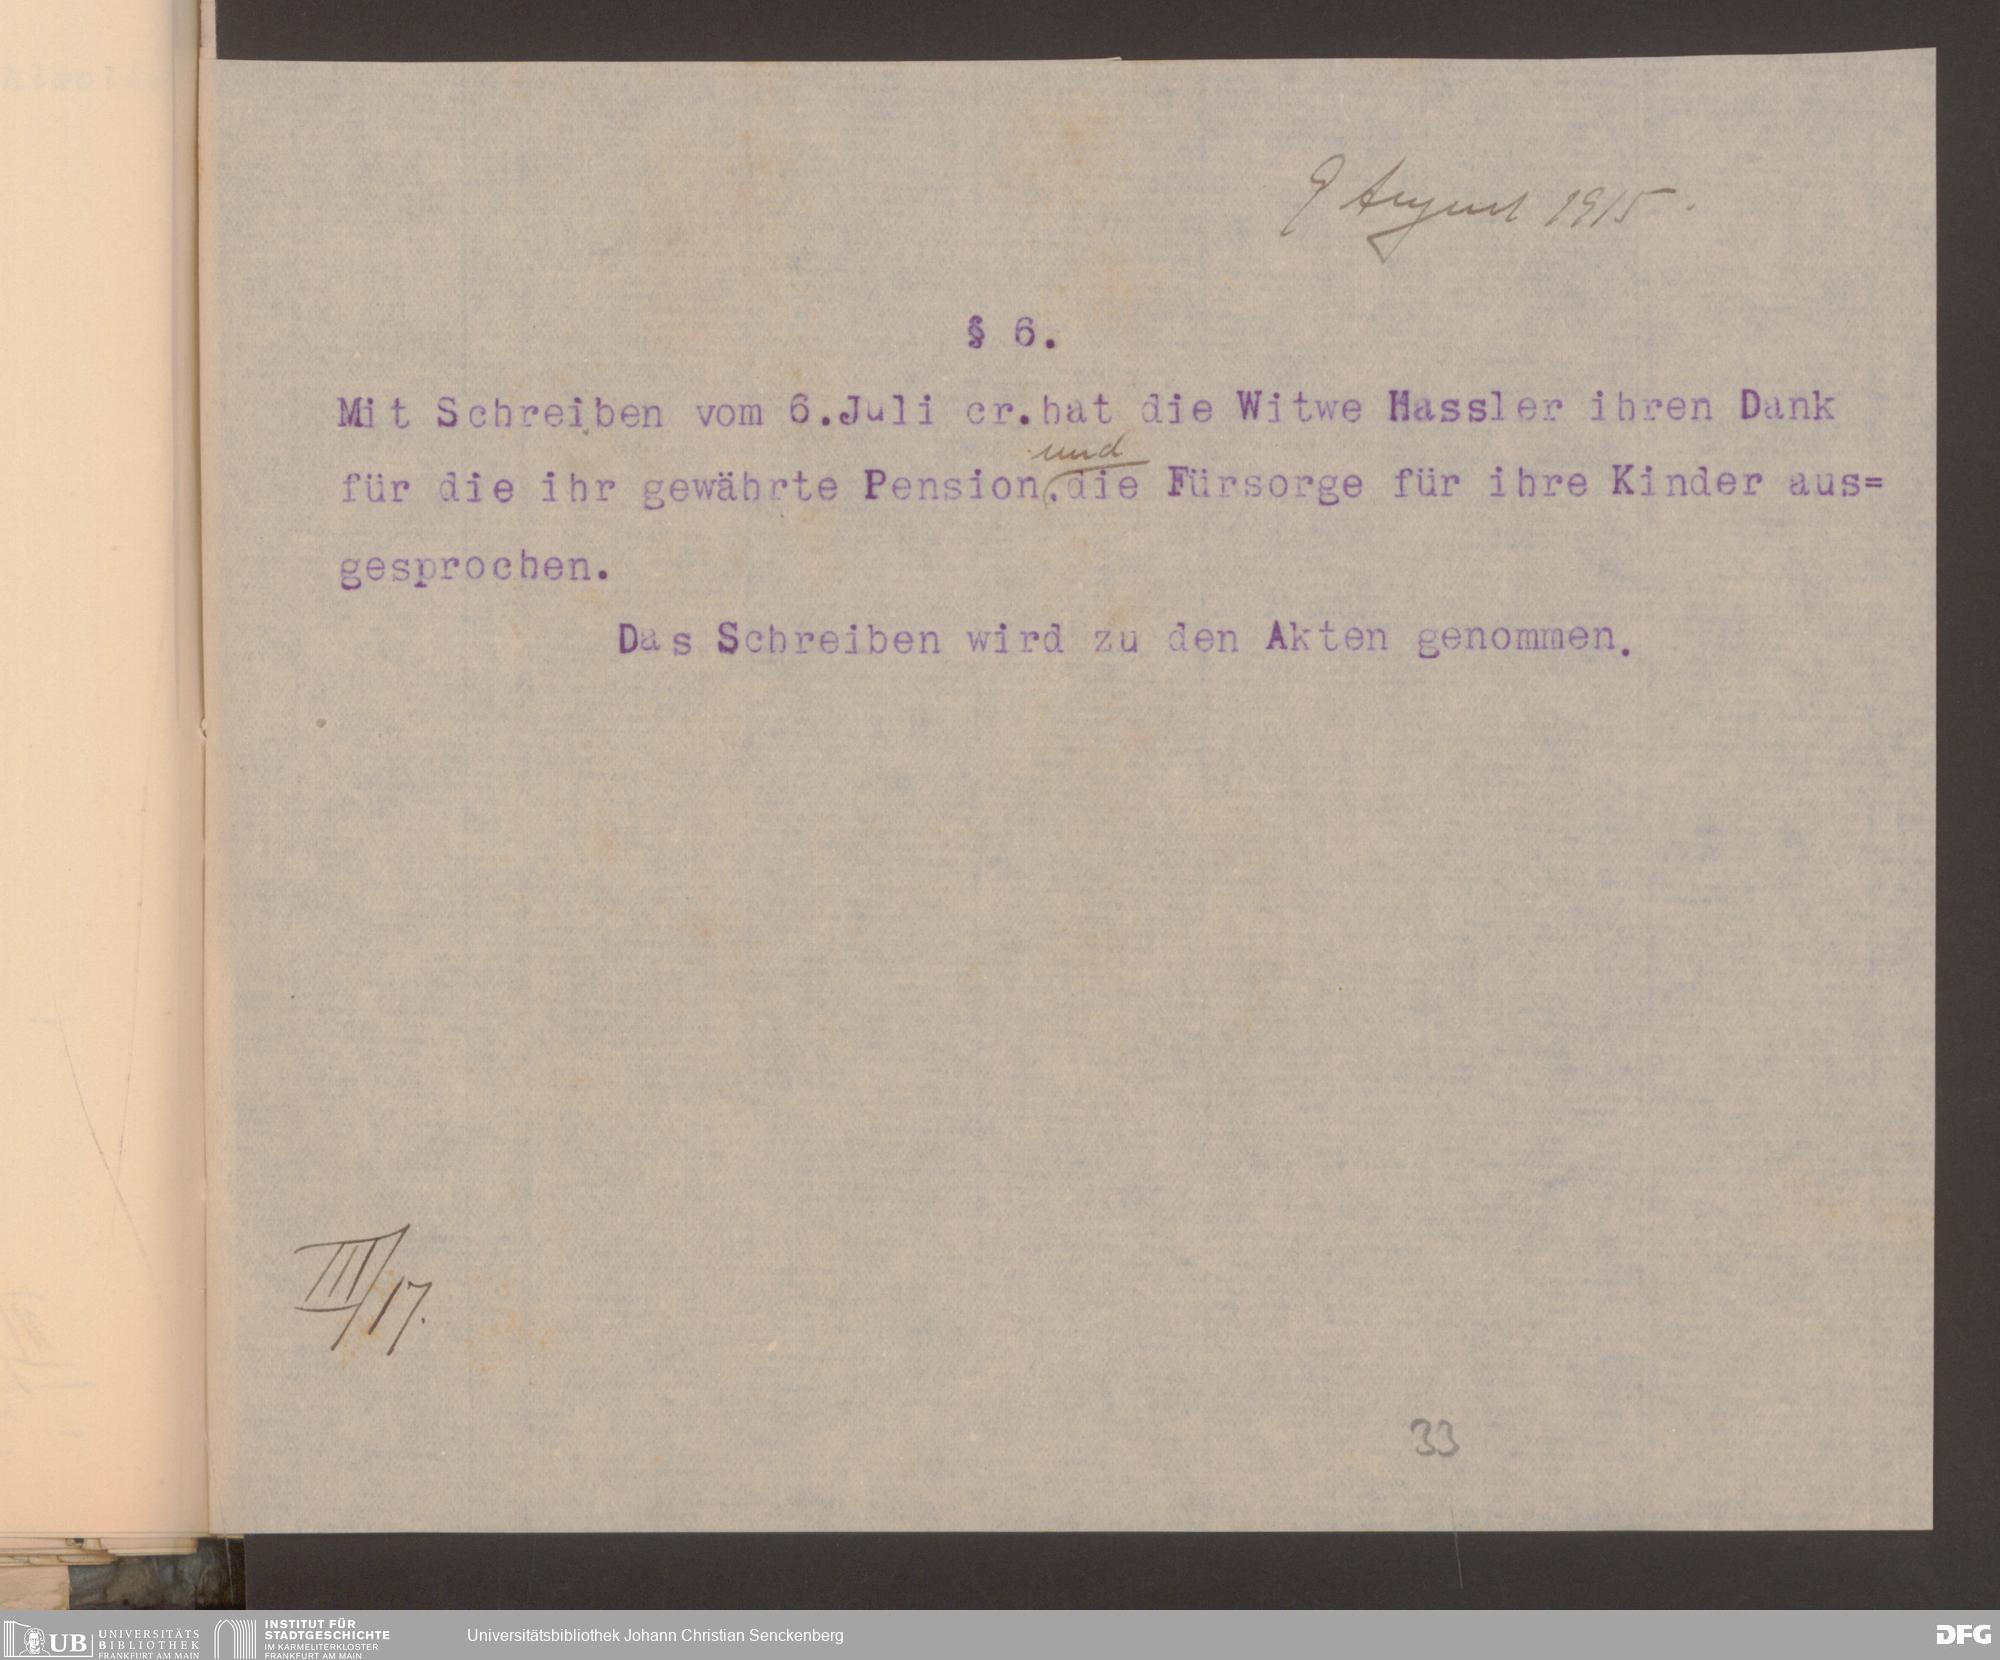 9 August 1915.
§ 6.
Mit Schreiben vom 6.Juli cr.hat die Witwe Hassler ihren Dank
und
für die ihr gewährte Pension,die Fürsorge für ihre Kinder aus=
gesprochen.
Das Schreiben wird zu den Akten genommen.
III/17.
33
UB UNIVERSITÄTS
BIBLIOTHEK
FRANKFURT AM MAIN
INSTITUT FÜR
STADTGESCHICHTE
IM KARMELITERKLOSTER
FRANKFURT AM MAIN
Universitätsbibliothek Johann Christian Senckenberg
DFG